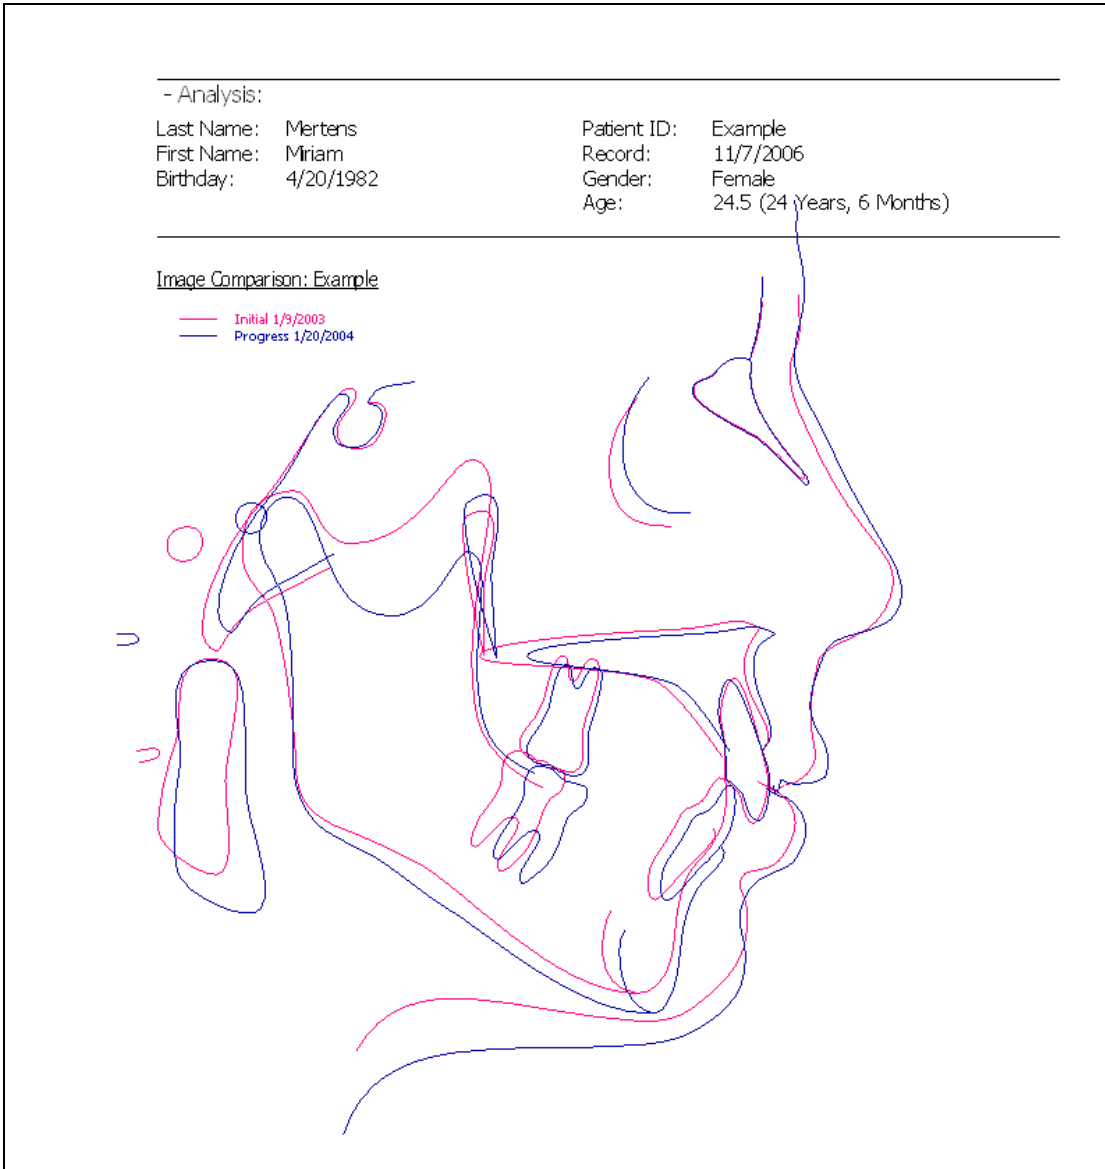 - Analysis:
Last Name: Mertens Patient ID: Example
First Name: Miriam Record: 11/7/2006
Birthday: 4/20/1982 Gender: Female
Age: 24.5 (24 Years, 6 Months)
Image Comparison: Example
Initial 1/9/2003
Progress 1/20/2004